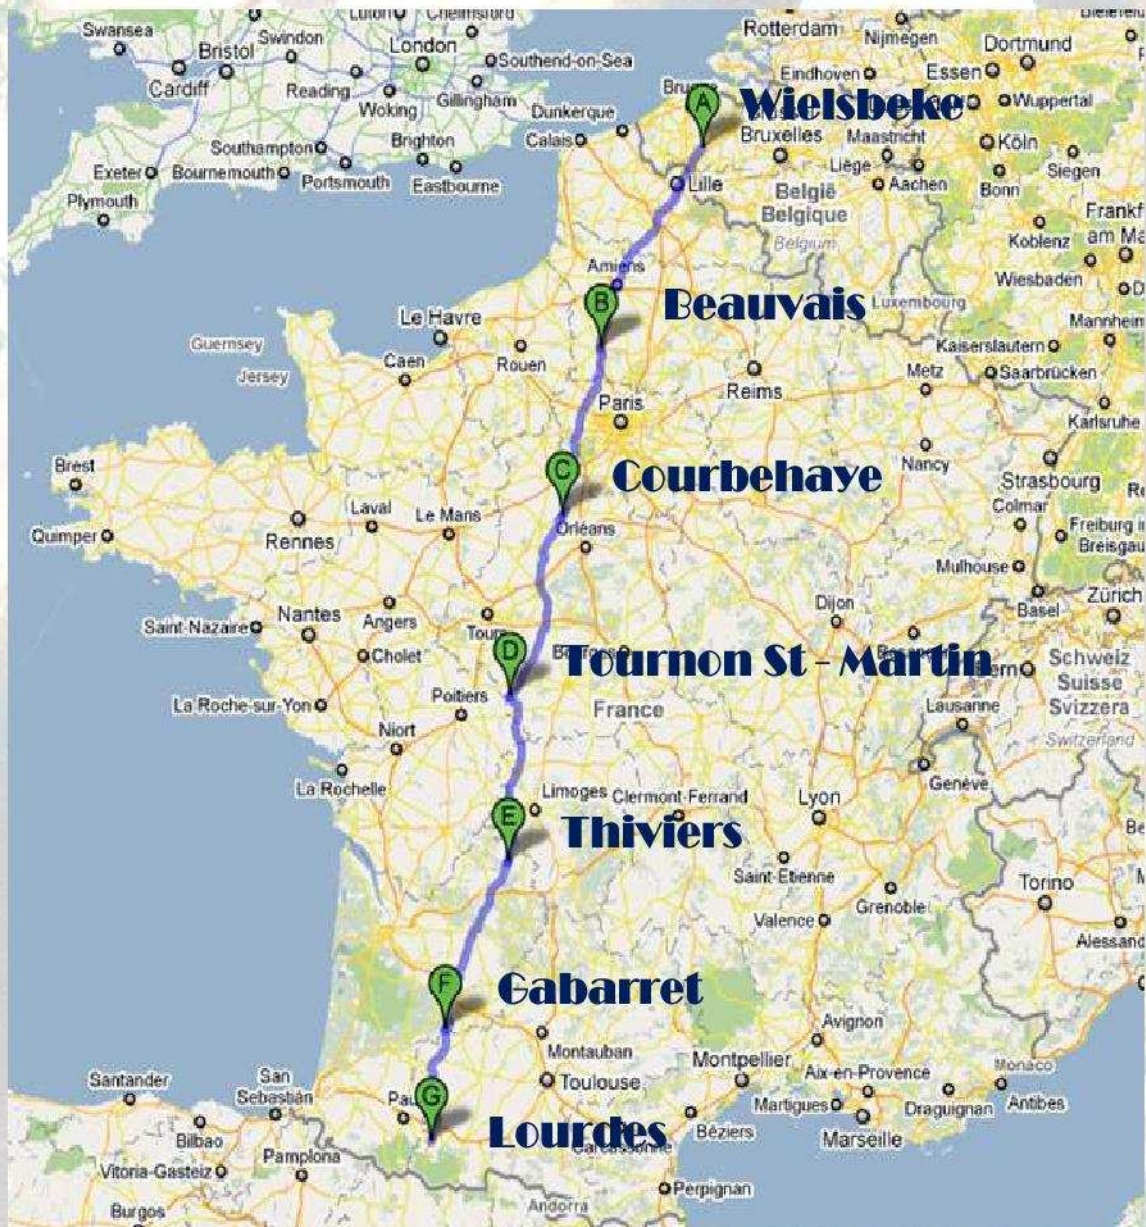 Swansea
Bristol
Swindon
Luton
Chelmsford
London
Southend-on-Sea
Cardiff
Reading
Woking
Gillingham
Rotterdam
Nijmegen
Dortmund
Eindhoven
Essen
Wuppertal
Dunkerque
Calais
A
Wielsbeke
Bruxelles
Maastricht
Köln
Southampton
Brighton
Exeter
Bournemouth
Portsmouth
Eastbourne
Plymouth
Lille
Liège
Aachen
Bonn
Siegen
België
Belgique
Belgium
Koblenz
Frankf
am Ma
Wiesbaden
Amiens
B
Beauvais
Luxembourg
Mannheim
Le Havre
Guernsey
Jersey
Caen
Rouen
Reims
Kaiserslautern
Metz
Saarbrücken
Paris
Karlsruhe
Brest
C
Courbehaye
Nancy
Strasbourg
Quimper
Laval
Le Mans
Rennes
Orléans
Colmar
Freiburg i
Breisgau
Mulhouse
Nantes
Saint-Nazaire
Angers
Dijon
Basel
Zürich
Cholet
D
Tournon St - Martin
Schweiz
Suisse
Svizzera
Switzerland
La Roche-sur-Yon
Poitiers
France
Lausanne
Niort
La Rochelle
Genève
Limoges
Clermont-Ferrand
Lyon
E
Thiviers
Saint-Etienne
Grenoble
Torino
Valence
Alessand
F
Gabarret
Avignon
Montauban
Toulouse
Montpellier
Aix-en-Provence
Monaco
Santander
San
Sebastián
Pau
G
Martigues
Draguignan
Antibes
Bilbao
Lourdes
Carcassonne
Béziers
Marseille
Vitoria-Gasteiz
Pamplona
Perpignan
Burgos
Andorra